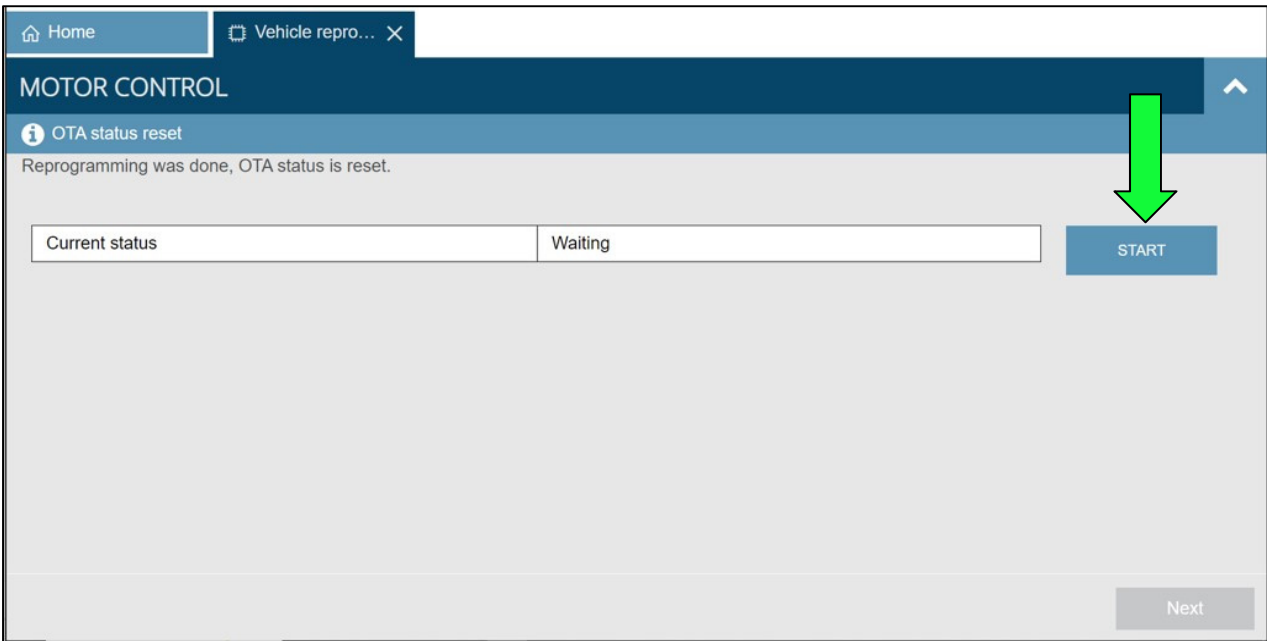 Home
Vehicle repro...
MOTOR CONTROL
OTA status reset
Reprogramming was done, OTA status is reset.
Current status
Waiting
START
Next